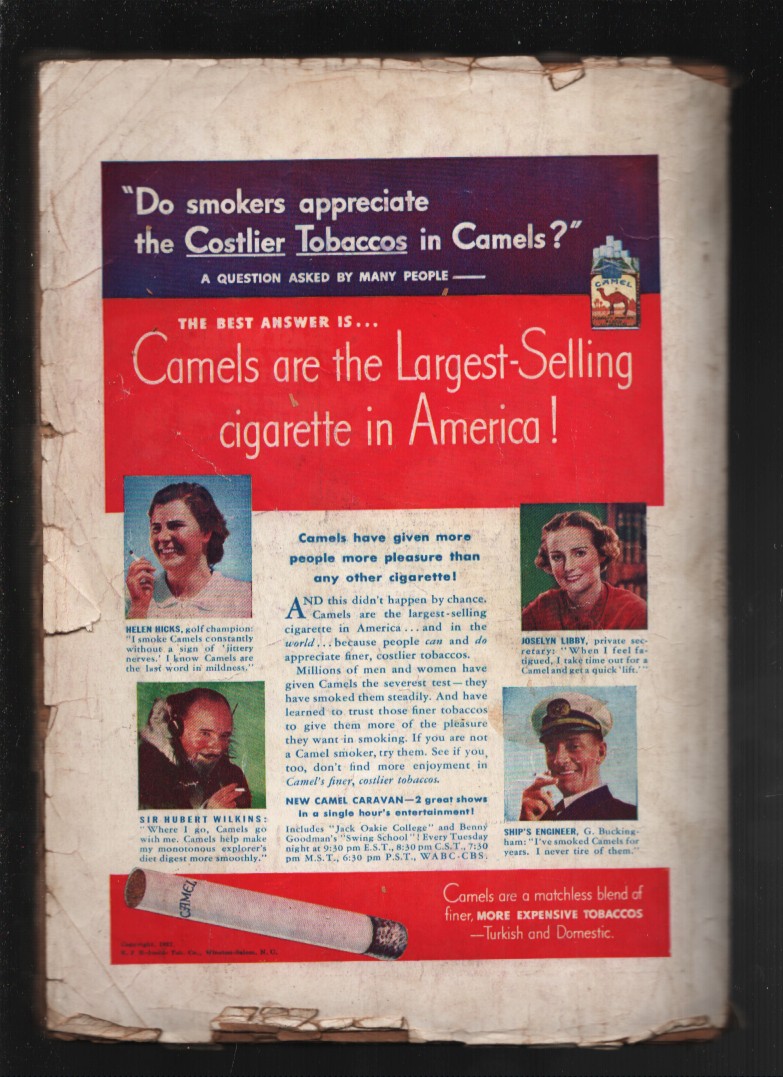 "Do smokers appreciate
the Costlier Tobaccos in Camels?"
A QUESTION ASKED BY MANY PEOPLE —
CAMEL
THE BEST ANSWER IS...
Camels are the Largest-Selling
cigarette in America!
HELEN HICKS, golf champion:
"I smoke Camels constantly
without a sign of 'jittery
nerves.' I know Camels are
the last word in mildness."
SIR HUBERT WILKINS:
"Where I go, Camels go
with me. Camels help make
my monotonous explorer's
diet digest more smoothly."
Camels have given more
people more pleasure than
any other cigarette!
AND this didn't happen by chance.
Camels are the largest-selling
cigarette in America...and in the
world...because people can and do
appreciate finer, costlier tobaccos.
Millions of men and women have
given Camels the severest test—they
have smoked them steadily. And have
learned to trust those finer tobaccos
to give them more of the pleasure
they want in smoking. If you are not
a Camel smoker, try them. See if you,
too, don't find more enjoyment in
Camel's finer, costlier tobaccos.
NEW CAMEL CARAVAN—2 great shows
in a single hour's entertainment!
Includes "Jack Oakie College" and Benny
Goodman's "Swing School"! Every Tuesday
night at 9:30 pm E.S.T., 8:30 pm C.S.T., 7:30
pm M.S.T., 6:30 pm P.S.T., WABC-CBS.
JOSELYN LIBBY, private sec-
retary: "When I feel fa-
tigued, I take time out for a
Camel and get a quick 'lift.'"
SHIP'S ENGINEER, G. Bucking-
ham: "I've smoked Camels for
years. I never tire of them."
CAMEL
Camels are a matchless blend of
finer, MORE EXPENSIVE TOBACCOS
—Turkish and Domestic.
Copyright, 1937,
R. J. Reynolds Tob. Co., Winston-Salem, N. C.